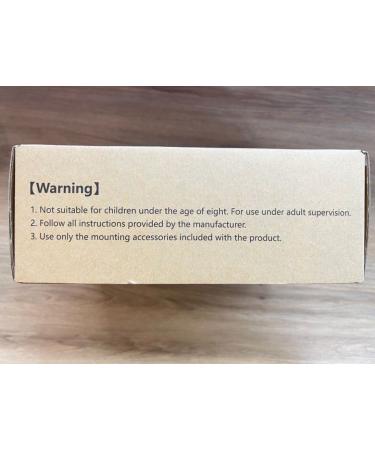 【Warning】
1. Not suitable for children under the age of eight. For use under adult supervision.
2. Follow all instructions provided by the manufacturer.
3. Use only the mounting accessories included with the product.